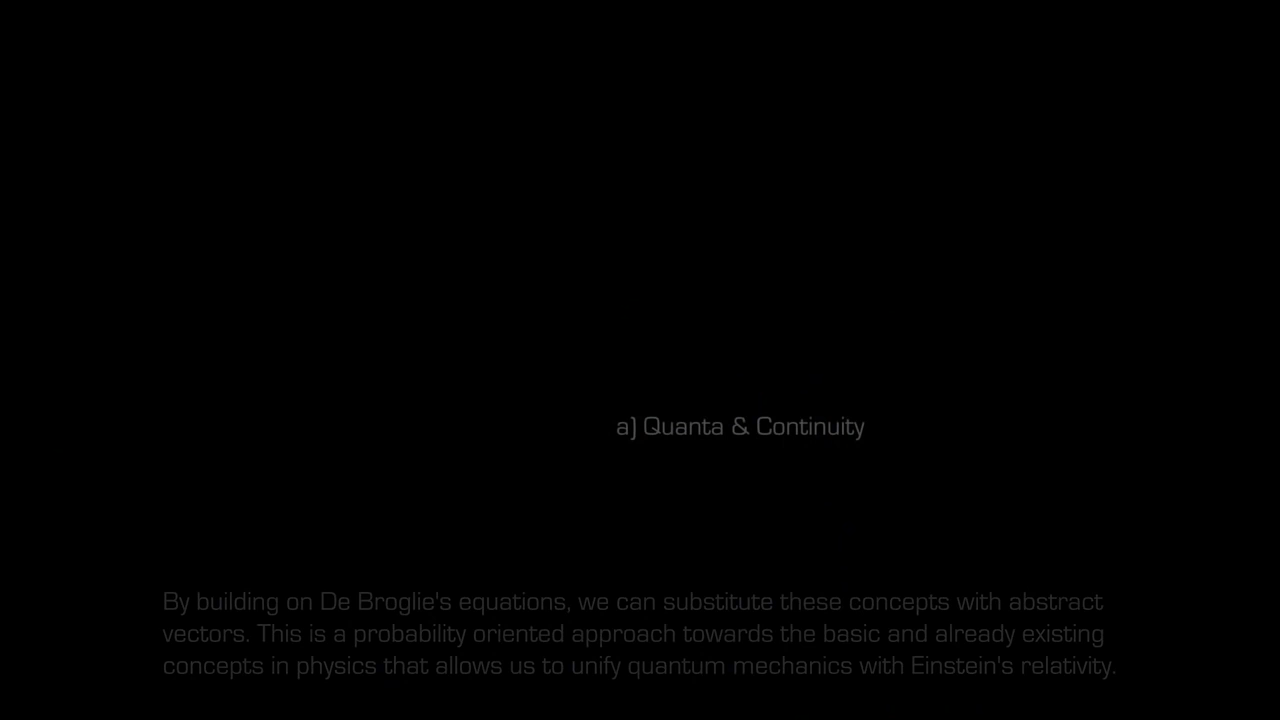 a) Quanta & Continuity
By building on De Broglie's equations, we can substitute these concepts with abstract
vectors. This is a probability oriented approach towards the basic and already existing
concepts in physics that allows us to unify quantum mechanics with Einstein's relativity.